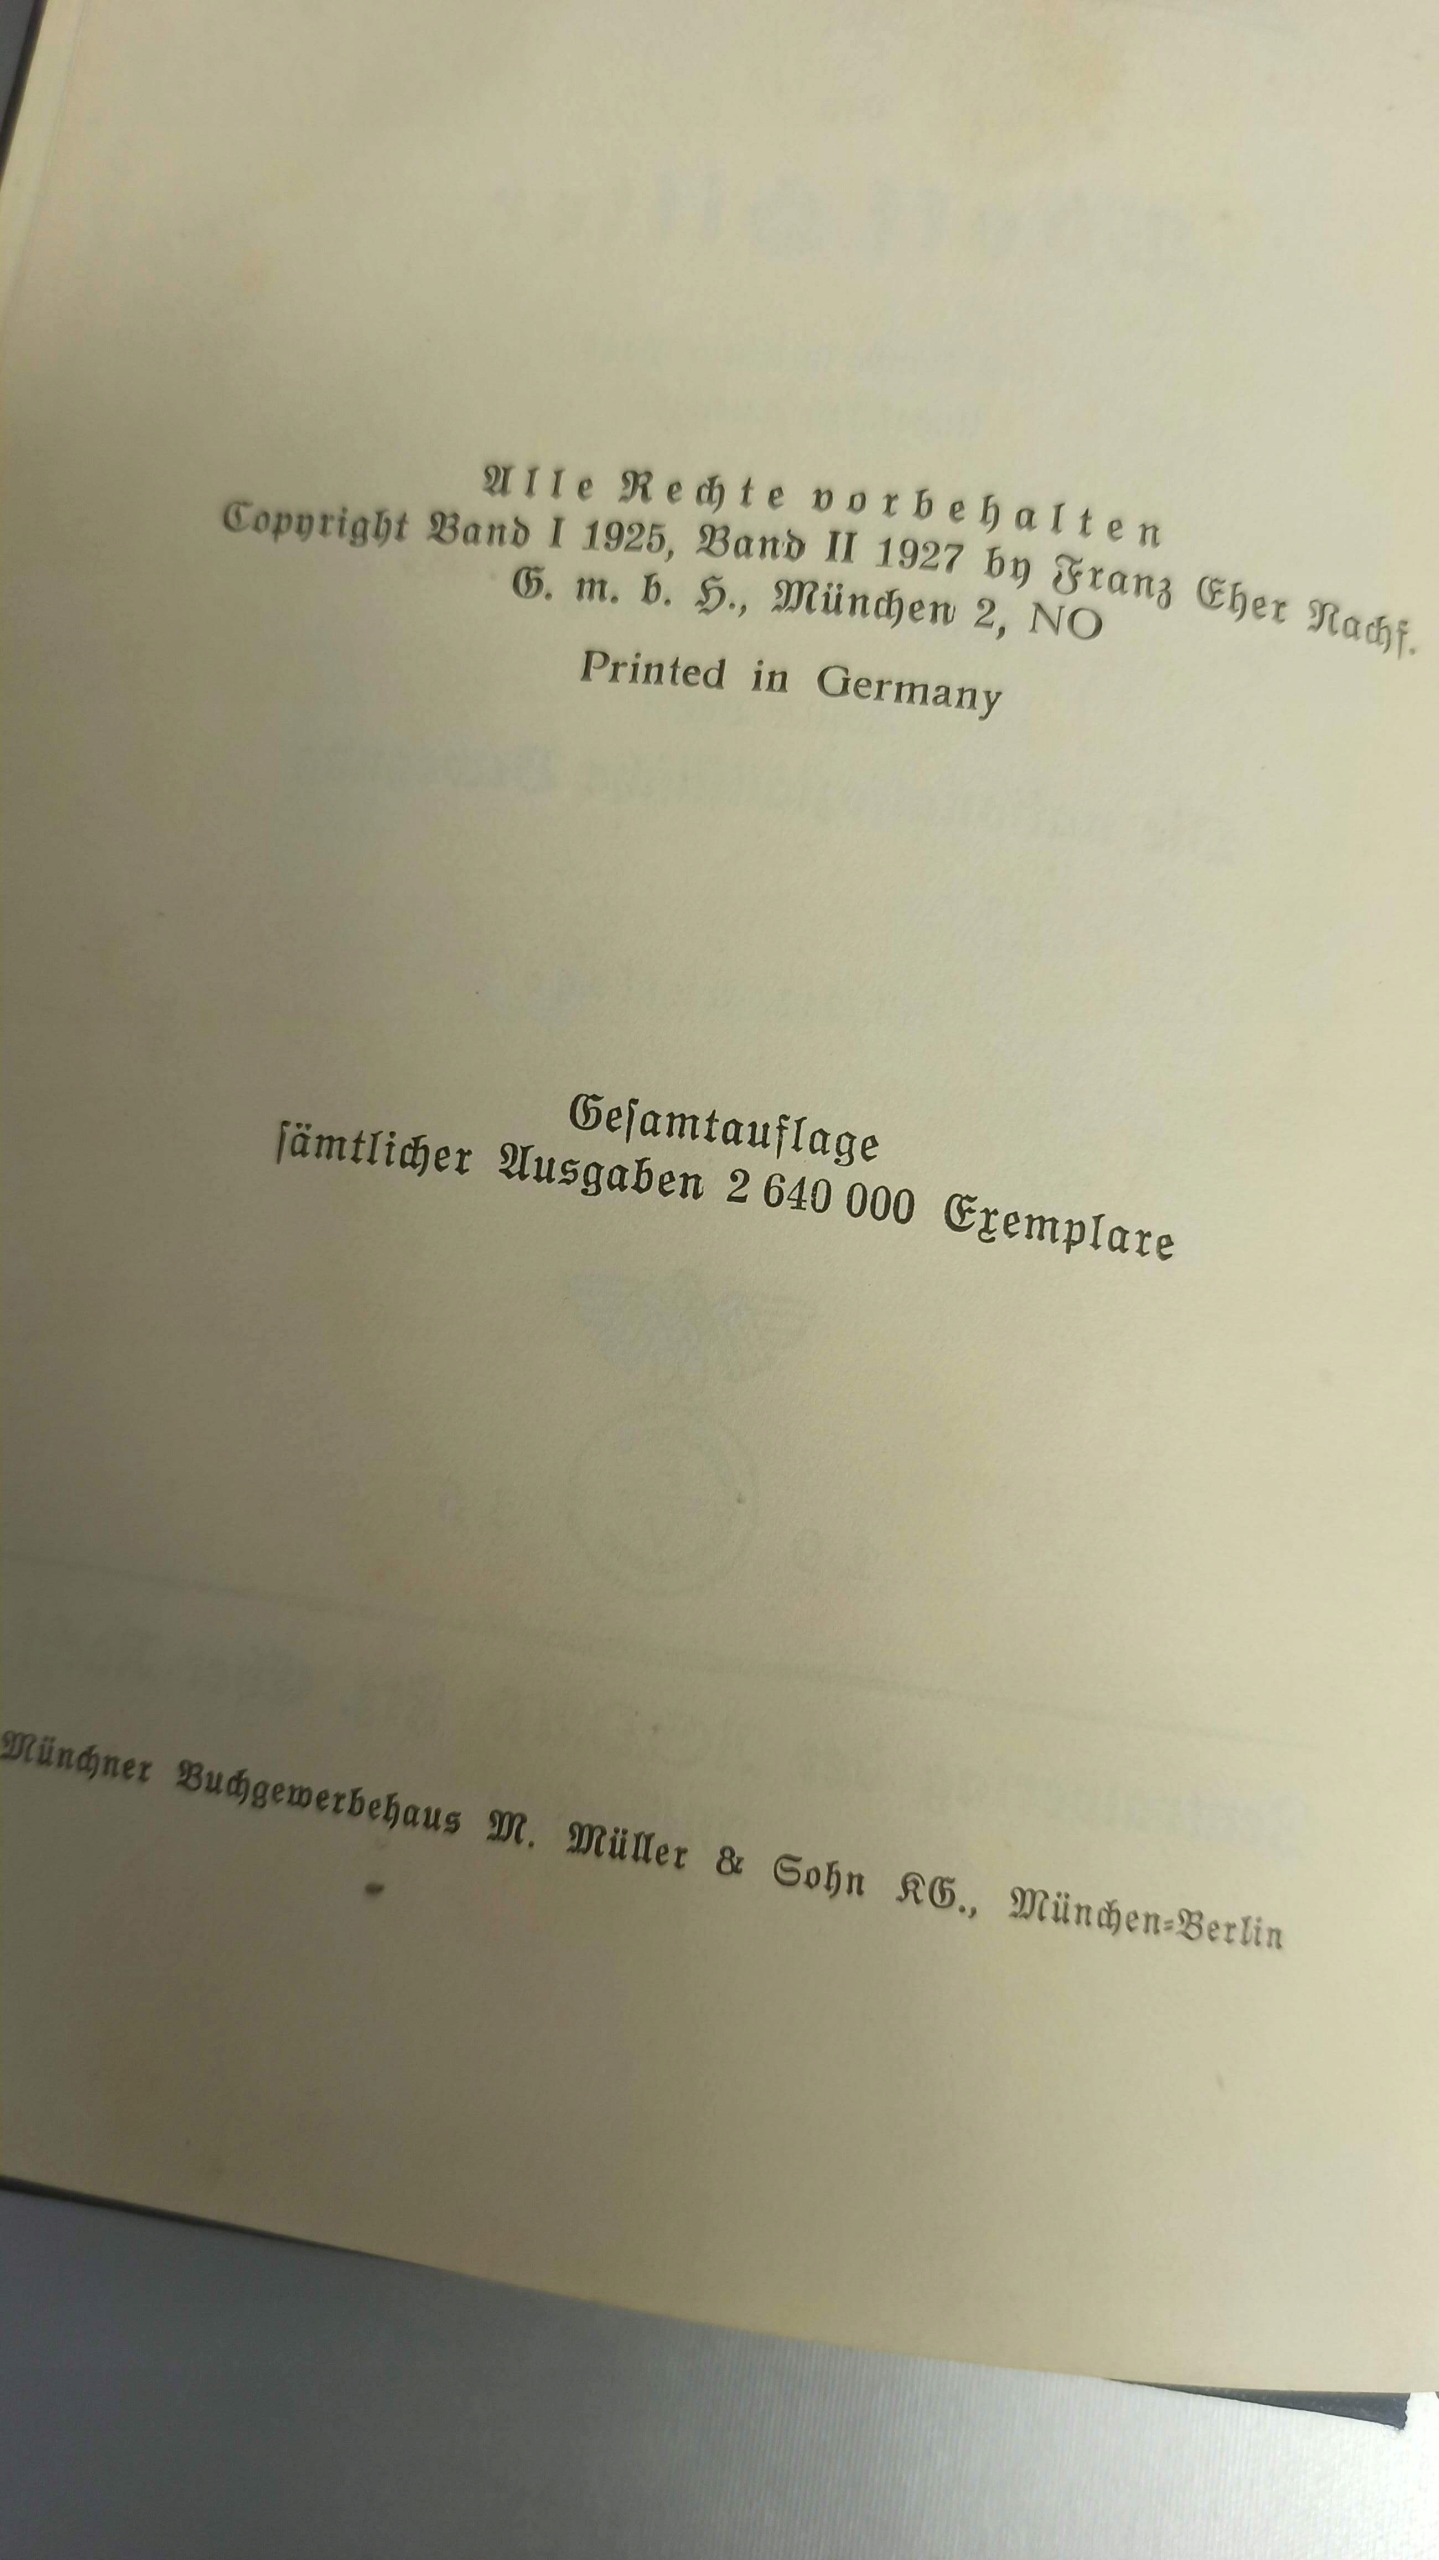 Alle Rechte vorbehalten
Copyright Band I 1925, Band II 1927 by Franz Eher Nachf.
G. m. b. H., München 2, NO
Printed in Germany
Geſamtauflage
ſämtlicher Ausgaben 2 640 000 Exemplare
Münchner Buchgewerbehaus M. Müller & Sohn KG., München-Berlin